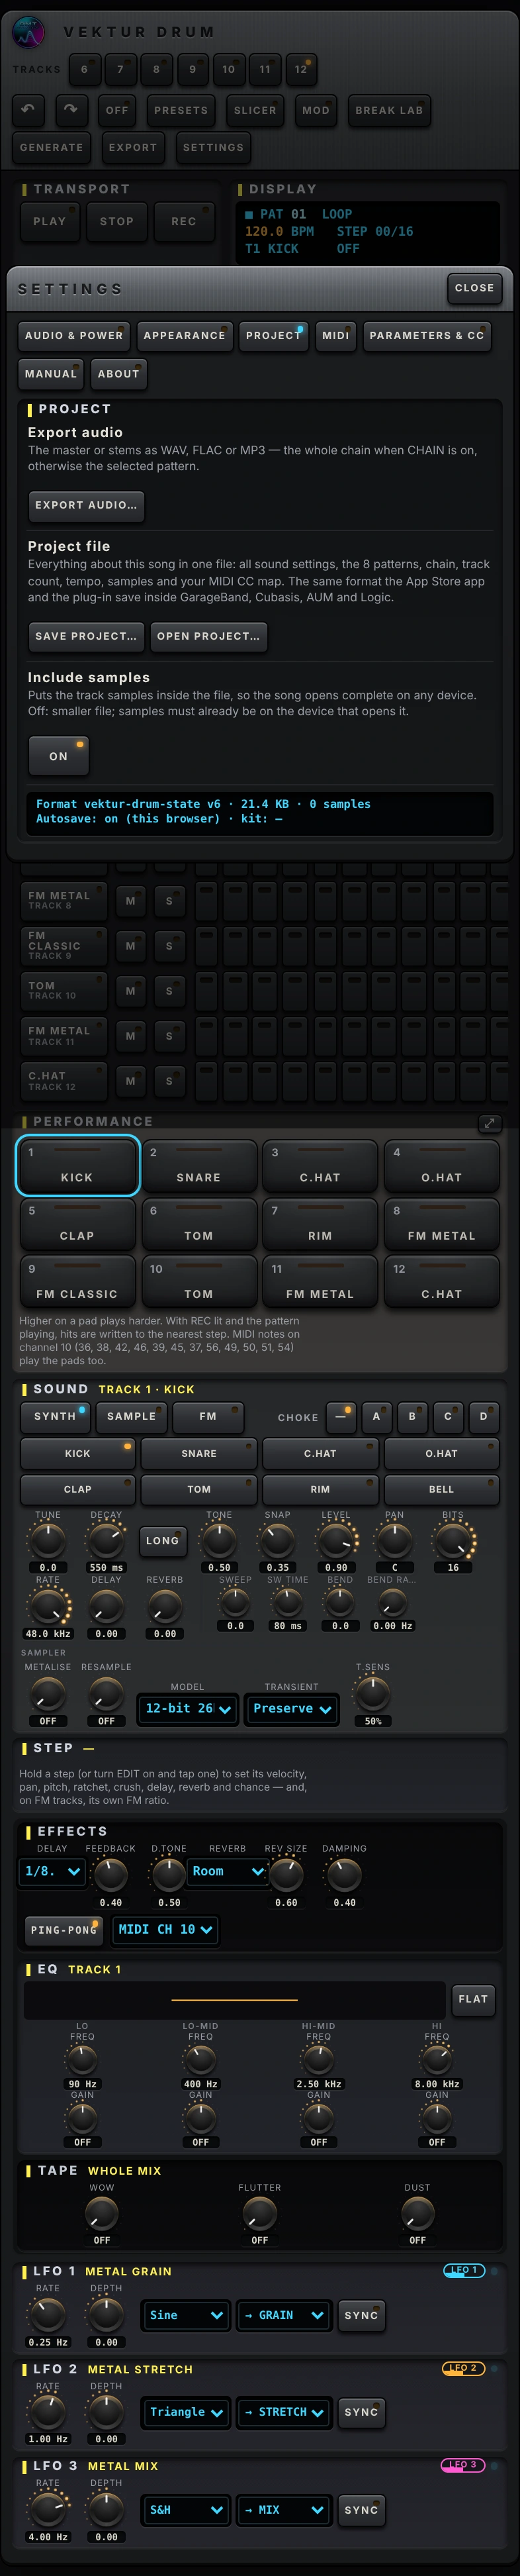 VEKTUR DRUM
TRACKS 6 7 8 9 10 11 12
↶ ↷ OFF PRESETS SLICER MOD BREAK LAB
GENERATE EXPORT SETTINGS
TRANSPORT DISPLAY
PLAY STOP REC
■ PAT 01 LOOP
120.0 BPM STEP 00/16
T1 KICK OFF
SETTINGS CLOSE
AUDIO & POWER APPEARANCE PROJECT MIDI PARAMETERS & CC
MANUAL ABOUT
PROJECT
Export audio
The master or stems as WAV, FLAC or MP3 — the whole chain when CHAIN is on,
otherwise the selected pattern.
EXPORT AUDIO…
Project file
Everything about this song in one file: all sound settings, the 8 patterns, chain, track
count, tempo, samples and your MIDI CC map. The same format the App Store app
and the plug-in save inside GarageBand, Cubasis, AUM and Logic.
SAVE PROJECT… OPEN PROJECT…
Include samples
Puts the track samples inside the file, so the song opens complete on any device.
Off: smaller file; samples must already be on the device that opens it.
ON
Format vektur-drum-state v6 · 21.4 KB · 0 samples
Autosave: on (this browser) · kit: —
FM METAL
TRACK 8
M S
FM
CLASSIC
TRACK 9
M S
TOM
TRACK 10
M S
FM METAL
TRACK 11
M S
C.HAT
TRACK 12
M S
PERFORMANCE
1 KICK 2 SNARE 3 C.HAT 4 O.HAT
5 CLAP 6 TOM 7 RIM 8 FM METAL
9 FM CLASSIC 10 TOM 11 FM METAL 12 C.HAT
Higher on a pad plays harder. With REC lit and the pattern
playing, hits are written to the nearest step. MIDI notes on
channel 10 (36, 38, 42, 46, 39, 45, 37, 56, 49, 50, 51, 54)
play the pads too.
SOUND TRACK 1 · KICK
SYNTH SAMPLE FM CHOKE — A B C D
KICK SNARE C.HAT O.HAT
CLAP TOM RIM BELL
TUNE DECAY TONE SNAP LEVEL PAN BITS
LONG
0.0 550 ms 0.50 0.35 0.90 C 16
RATE DELAY REVERB SWEEP SW TIME BEND BEND RA…
48.0 kHz 0.00 0.00 0.0 80 ms 0.0 0.00 Hz
SAMPLER
METALISE RESAMPLE MODEL TRANSIENT T.SENS
12-bit 26 Preserve
OFF OFF 50%
STEP —
Hold a step (or turn EDIT on and tap one) to set its velocity,
pan, pitch, ratchet, crush, delay, reverb and chance — and,
on FM tracks, its own FM ratio.
EFFECTS
DELAY FEEDBACK D.TONE REVERB REV SIZE DAMPING
1/8. Room
0.40 0.50 0.60 0.40
PING-PONG MIDI CH 10
EQ TRACK 1
FLAT
LO LO-MID HI-MID HI
FREQ FREQ FREQ FREQ
90 Hz 400 Hz 2.50 kHz 8.00 kHz
GAIN GAIN GAIN GAIN
OFF OFF OFF OFF
TAPE WHOLE MIX
WOW FLUTTER DUST
OFF OFF OFF
LFO 1 METAL GRAIN LFO 1
RATE DEPTH
Sine → GRAIN SYNC
0.25 Hz 0.00
LFO 2 METAL STRETCH LFO 2
RATE DEPTH
Triangle → STRETCH SYNC
1.00 Hz 0.00
LFO 3 METAL MIX LFO 3
RATE DEPTH
S&H → MIX SYNC
4.00 Hz 0.00